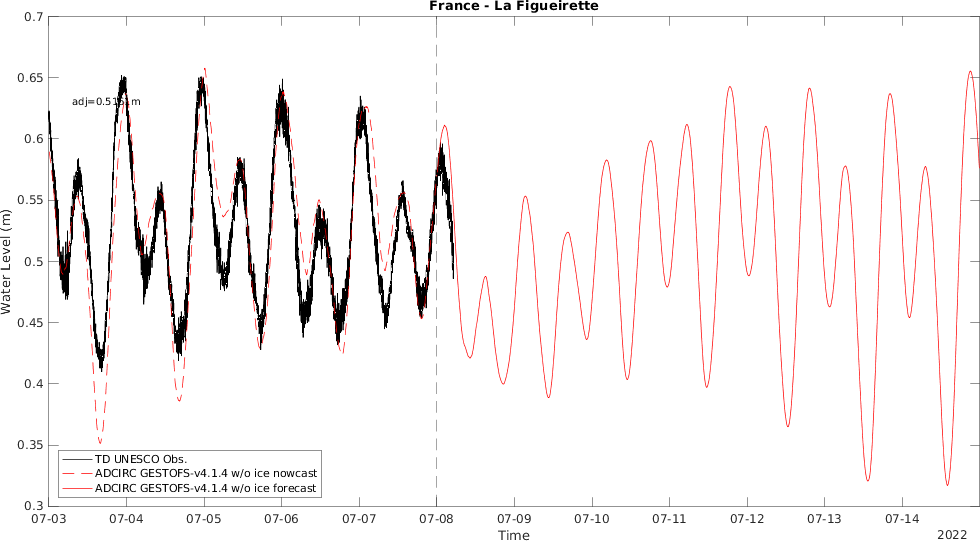 France - La Figueirette
0.7
0.65
0.6
0.55
0.5
0.45
0.4
0.35
0.3
Water Level (m)
TD UNESCO Obs.
ADCIRC GESTOFS-v4.1.4 w/o ice nowcast
ADCIRC GESTOFS-v4.1.4 w/o ice forecast
07-03 07-04 07-05 07-06 07-07 07-08 07-09 07-10 07-11 07-12 07-13 07-14
Time
2022